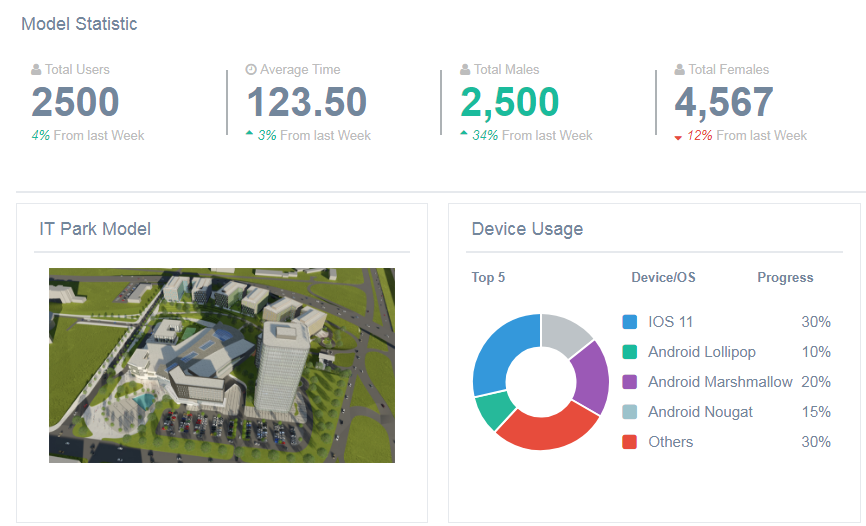 Model Statistic
Total Users
2500
4% From last Week
Average Time
123.50
3% From last Week
Total Males
2,500
34% From last Week
Total Females
4,567
12% From last Week
IT Park Model
Device Usage
Top 5 Device/OS Progress
IOS 11 30%
Android Lollipop 10%
Android Marshmallow 20%
Android Nougat 15%
Others 30%